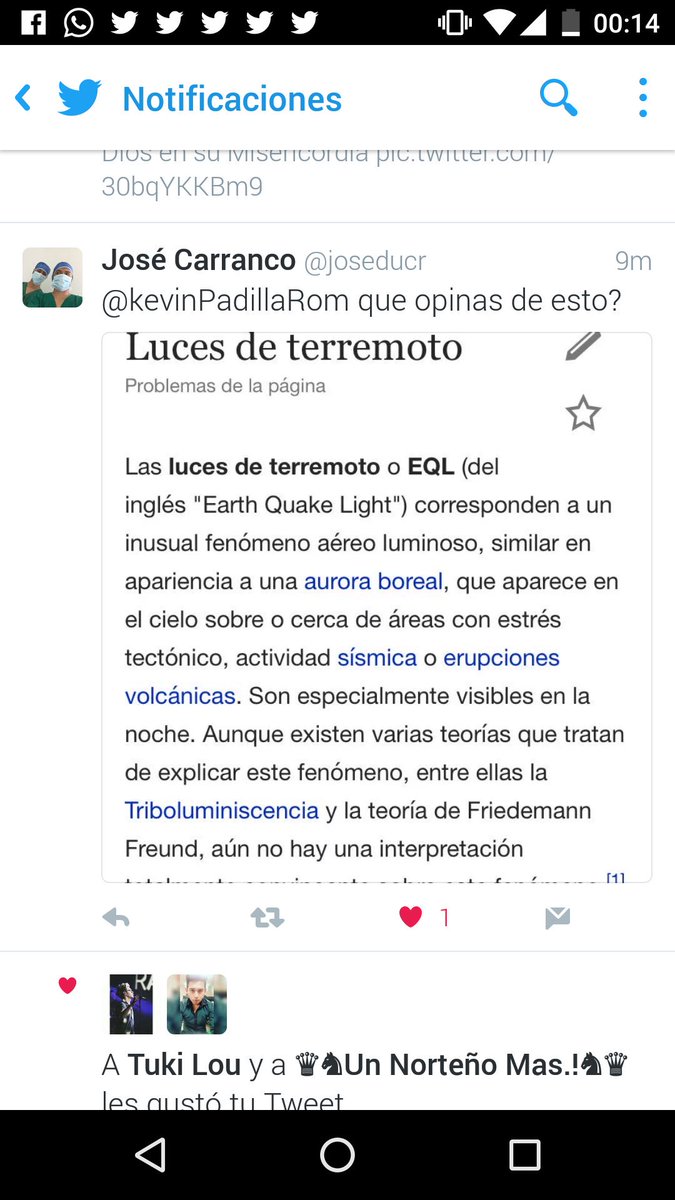 00:14
Notificaciones
Dios en su Misericordia pic.twitter.com/
30bqYKKBm9
José Carranco @joseducr 9m
@kevinPadillaRom que opinas de esto?
Luces de terremoto
Problemas de la página
Las luces de terremoto o EQL (del
inglés "Earth Quake Light") corresponden a un
inusual fenómeno aéreo luminoso, similar en
apariencia a una aurora boreal, que aparece en
el cielo sobre o cerca de áreas con estrés
tectónico, actividad sísmica o erupciones
volcánicas. Son especialmente visibles en la
noche. Aunque existen varias teorías que tratan
de explicar este fenómeno, entre ellas la
Triboluminiscencia y la teoría de Friedemann
Freund, aún no hay una interpretación
totalmente convincente sobre este fenómeno.[1]
1
A Tuki Lou y a ♛♞Un Norteño Mas.!♞♛
les gustó tu Tweet